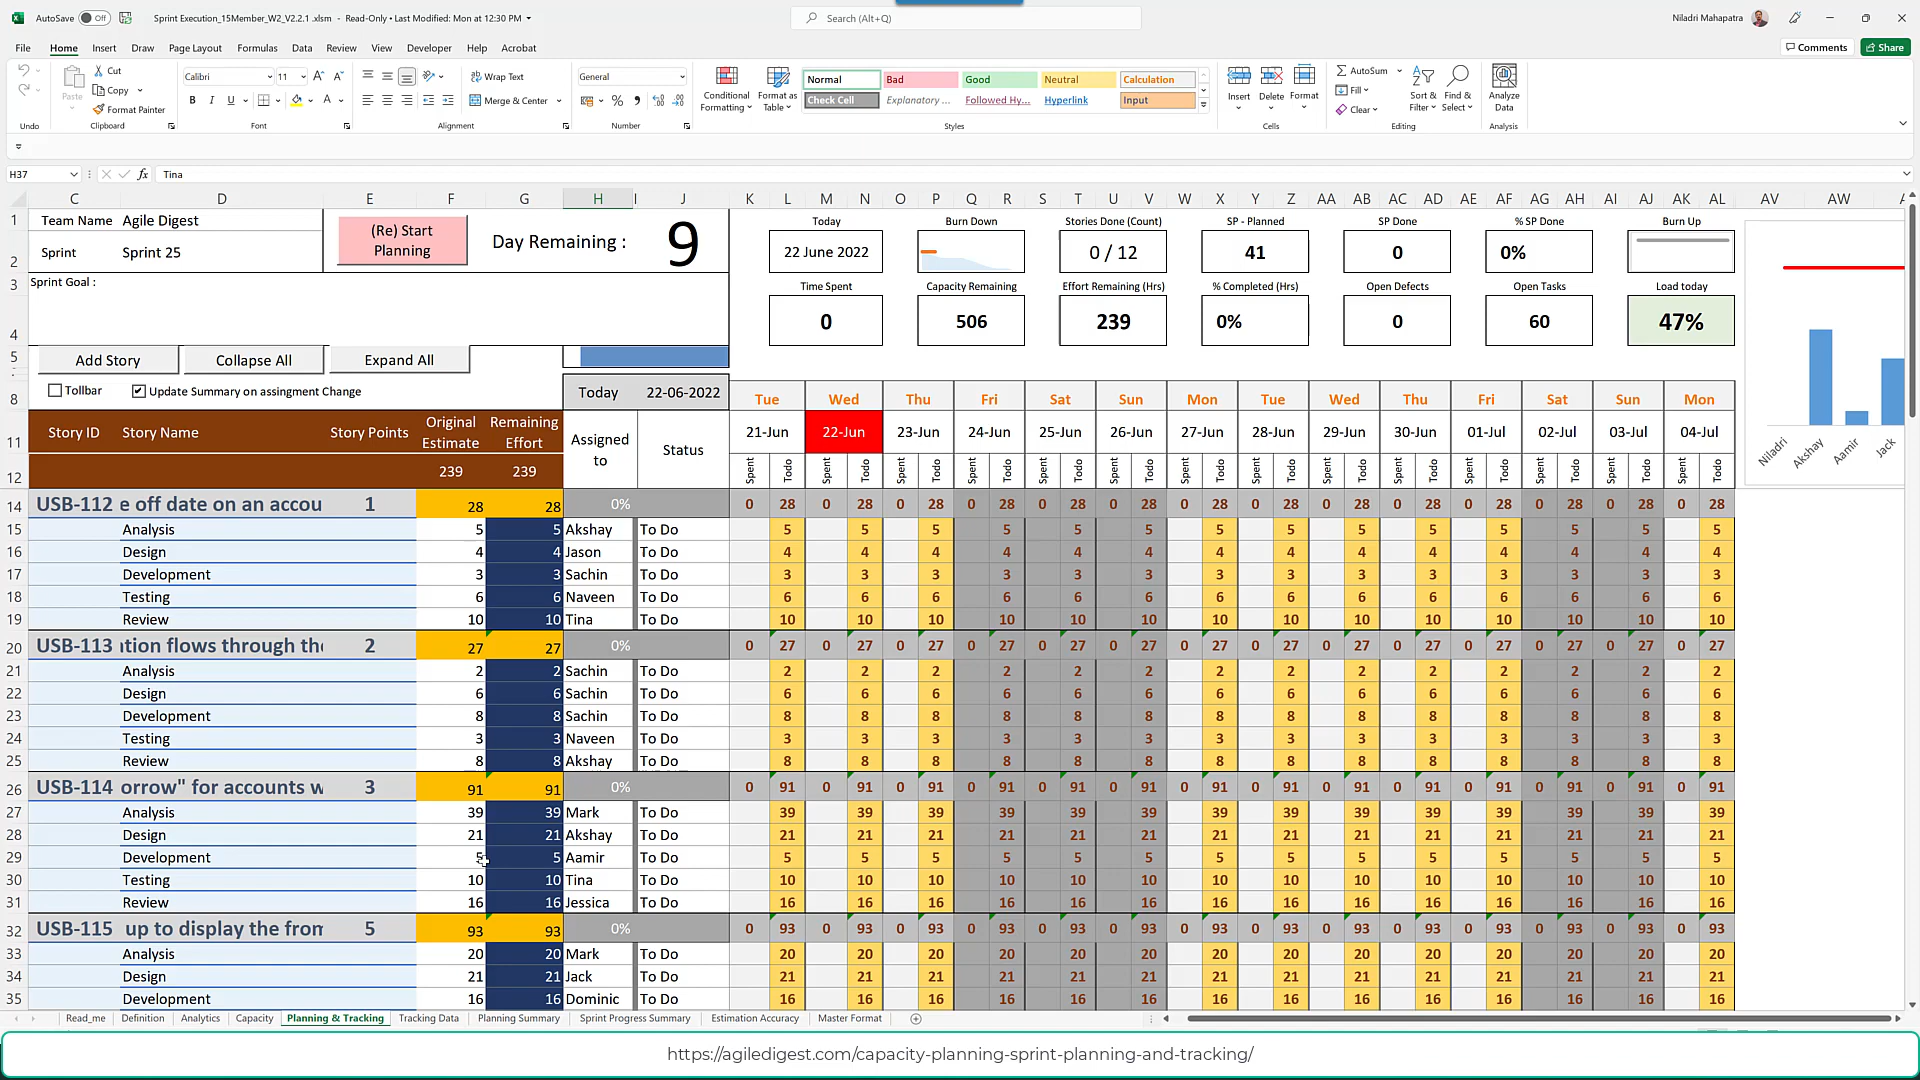 AutoSave Off Sprint Execution_15Member_W2_V2.2.1 .xlsm - Read-Only • Last Modified: Mon at 12:30 PM Search (Alt+Q) Niladri Mahapatra
File Home Insert Draw Page Layout Formulas Data Review View Developer Help Acrobat Comments Share
Paste Cut Copy Format Painter
Calibri 11
B I U
Wrap Text
Merge & Center
General
Conditional Formatting Format as Table
Normal Bad Good Neutral Calculation
Check Cell Explanatory ... Followed Hy... Hyperlink Input
Insert Delete Format
AutoSum Fill Clear
Sort & Filter Find & Select
Analyze Data
Undo Clipboard Font Alignment Number Styles Cells Editing Analysis
H37 fx Tina
C D E F G H I J K L M N O P Q R S T U V W X Y Z AA AB AC AD AE AF AG AH AI AJ AK AL AV AW
1 Team Name Agile Digest
2 Sprint Sprint 25
(Re) Start
Planning
Day Remaining : 9
Today Burn Down Stories Done (Count) SP - Planned SP Done % SP Done Burn Up
22 June 2022 0 / 12 41 0 0%
3 Sprint Goal :
Time Spent Capacity Remaining Effort Remaining (Hrs) % Completed (Hrs) Open Defects Open Tasks Load today
4 0 506 239 0% 0 60 47%
5 Add Story Collapse All Expand All
Tollbar Update Summary on assingment Change
Niladri Akshay Aamir Jack
8 Today 22-06-2022 Tue Wed Thu Fri Sat Sun Mon Tue Wed Thu Fri Sat Sun Mon
11 Story ID Story Name Story Points Original Estimate Remaining Effort Assigned to Status 21-Jun 22-Jun 23-Jun 24-Jun 25-Jun 26-Jun 27-Jun 28-Jun 29-Jun 30-Jun 01-Jul 02-Jul 03-Jul 04-Jul
12 239 239 Spent Todo Spent Todo Spent Todo Spent Todo Spent Todo Spent Todo Spent Todo Spent Todo Spent Todo Spent Todo Spent Todo Spent Todo Spent Todo Spent Todo
14 USB-112 e off date on an accou 1 28 28 0% 0 28 0 28 0 28 0 28 0 28 0 28 0 28 0 28 0 28 0 28 0 28 0 28 0 28 0 28
15 Analysis 5 5 Akshay To Do 5 5 5 5 5 5 5 5 5 5 5 5 5 5
16 Design 4 4 Jason To Do 4 4 4 4 4 4 4 4 4 4 4 4 4 4
17 Development 3 3 Sachin To Do 3 3 3 3 3 3 3 3 3 3 3 3 3 3
18 Testing 6 6 Naveen To Do 6 6 6 6 6 6 6 6 6 6 6 6 6 6
19 Review 10 10 Tina To Do 10 10 10 10 10 10 10 10 10 10 10 10 10 10
20 USB-113 ation flows through the 2 27 27 0% 0 27 0 27 0 27 0 27 0 27 0 27 0 27 0 27 0 27 0 27 0 27 0 27 0 27 0 27
21 Analysis 2 2 Sachin To Do 2 2 2 2 2 2 2 2 2 2 2 2 2 2
22 Design 6 6 Sachin To Do 6 6 6 6 6 6 6 6 6 6 6 6 6 6
23 Development 8 8 Sachin To Do 8 8 8 8 8 8 8 8 8 8 8 8 8 8
24 Testing 3 3 Naveen To Do 3 3 3 3 3 3 3 3 3 3 3 3 3 3
25 Review 8 8 Akshay To Do 8 8 8 8 8 8 8 8 8 8 8 8 8 8
26 USB-114 orrow" for accounts w 3 91 91 0% 0 91 0 91 0 91 0 91 0 91 0 91 0 91 0 91 0 91 0 91 0 91 0 91 0 91 0 91
27 Analysis 39 39 Mark To Do 39 39 39 39 39 39 39 39 39 39 39 39 39 39
28 Design 21 21 Akshay To Do 21 21 21 21 21 21 21 21 21 21 21 21 21 21
29 Development 5 5 Aamir To Do 5 5 5 5 5 5 5 5 5 5 5 5 5 5
30 Testing 10 10 Tina To Do 10 10 10 10 10 10 10 10 10 10 10 10 10 10
31 Review 16 16 Jessica To Do 16 16 16 16 16 16 16 16 16 16 16 16 16 16
32 USB-115 up to display the fron 5 93 93 0% 0 93 0 93 0 93 0 93 0 93 0 93 0 93 0 93 0 93 0 93 0 93 0 93 0 93 0 93
33 Analysis 20 20 Mark To Do 20 20 20 20 20 20 20 20 20 20 20 20 20 20
34 Design 21 21 Jack To Do 21 21 21 21 21 21 21 21 21 21 21 21 21 21
35 Development 16 16 Dominic To Do 16 16 16 16 16 16 16 16 16 16 16 16 16 16
Read_me Definition Analytics Capacity Planning & Tracking Tracking Data Planning Summary Sprint Progress Summary Estimation Accuracy Master Format
https://agiledigest.com/capacity-planning-sprint-planning-and-tracking/